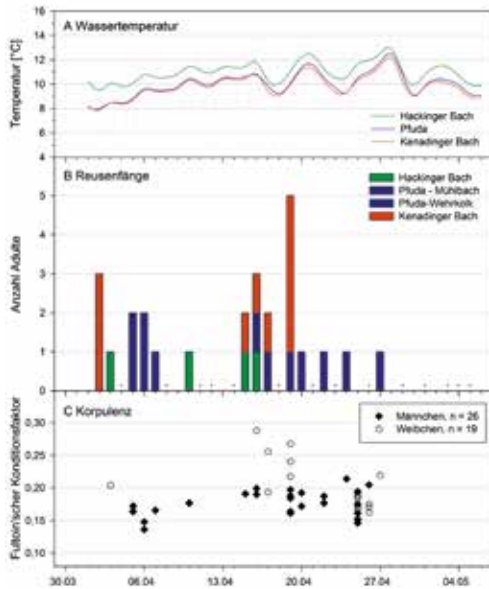 A Wassertemperatur
Temperatur [°C]
16
14
12
10
8
6
4
Hackinger Bach
Pfuda
Kenadinger Bach
B Reusenfänge
Anzahl Adulte
5
4
3
2
1
0
Hackinger Bach
Pfuda - Mühlbach
Pfuda-Wehrkolk
Kenadinger Bach
C Korpulenz
Fulton'scher Konditionsfaktor
0,30
0,25
0,20
0,15
0,10
Männchen, n = 26
Weibchen, n = 19
30.03
06.04
13.04
20.04
27.04
04.05